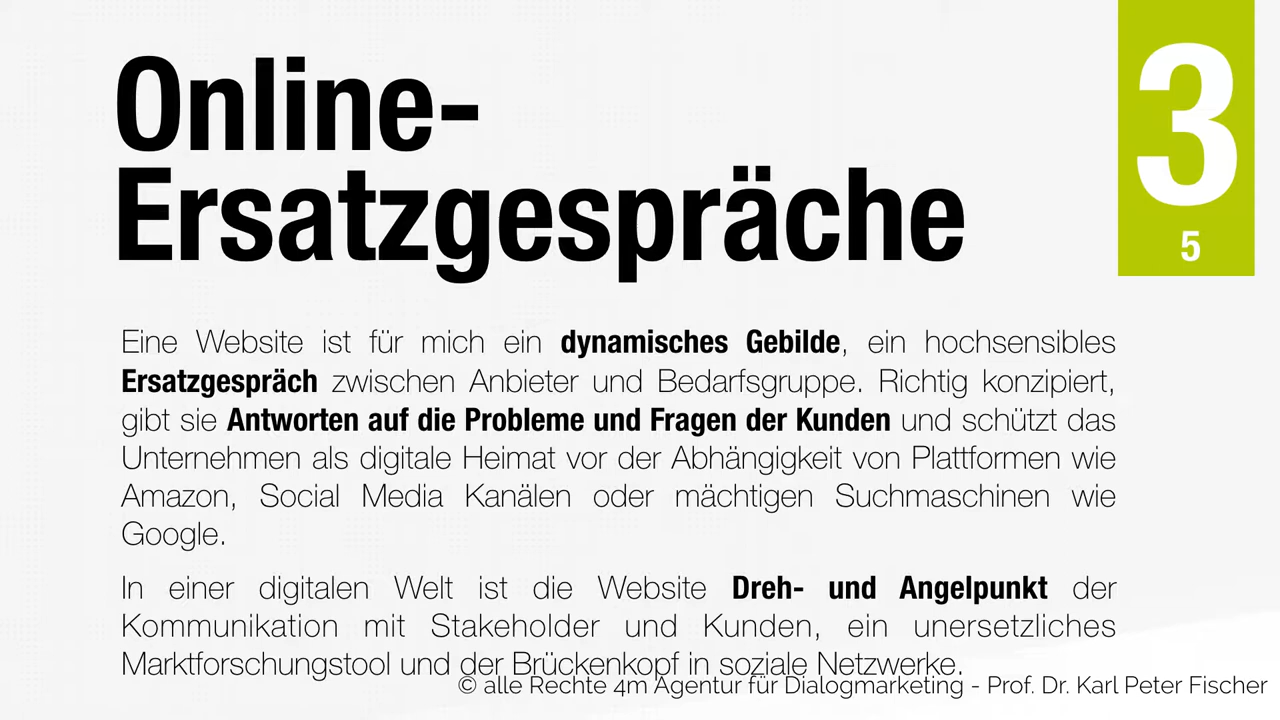 Online-
Ersatzgespräche
3
5
Eine Website ist für mich ein dynamisches Gebilde, ein hochsensibles
Ersatzgespräch zwischen Anbieter und Bedarfsgruppe. Richtig konzipiert,
gibt sie Antworten auf die Probleme und Fragen der Kunden und schützt das
Unternehmen als digitale Heimat vor der Abhängigkeit von Plattformen wie
Amazon, Social Media Kanälen oder mächtigen Suchmaschinen wie
Google.
In einer digitalen Welt ist die Website Dreh- und Angelpunkt der
Kommunikation mit Stakeholder und Kunden, ein unersetzliches
Marktforschungstool und der Brückenkopf in soziale Netzwerke.
© alle Rechte 4m Agentur für Dialogmarketing - Prof. Dr. Karl Peter Fischer